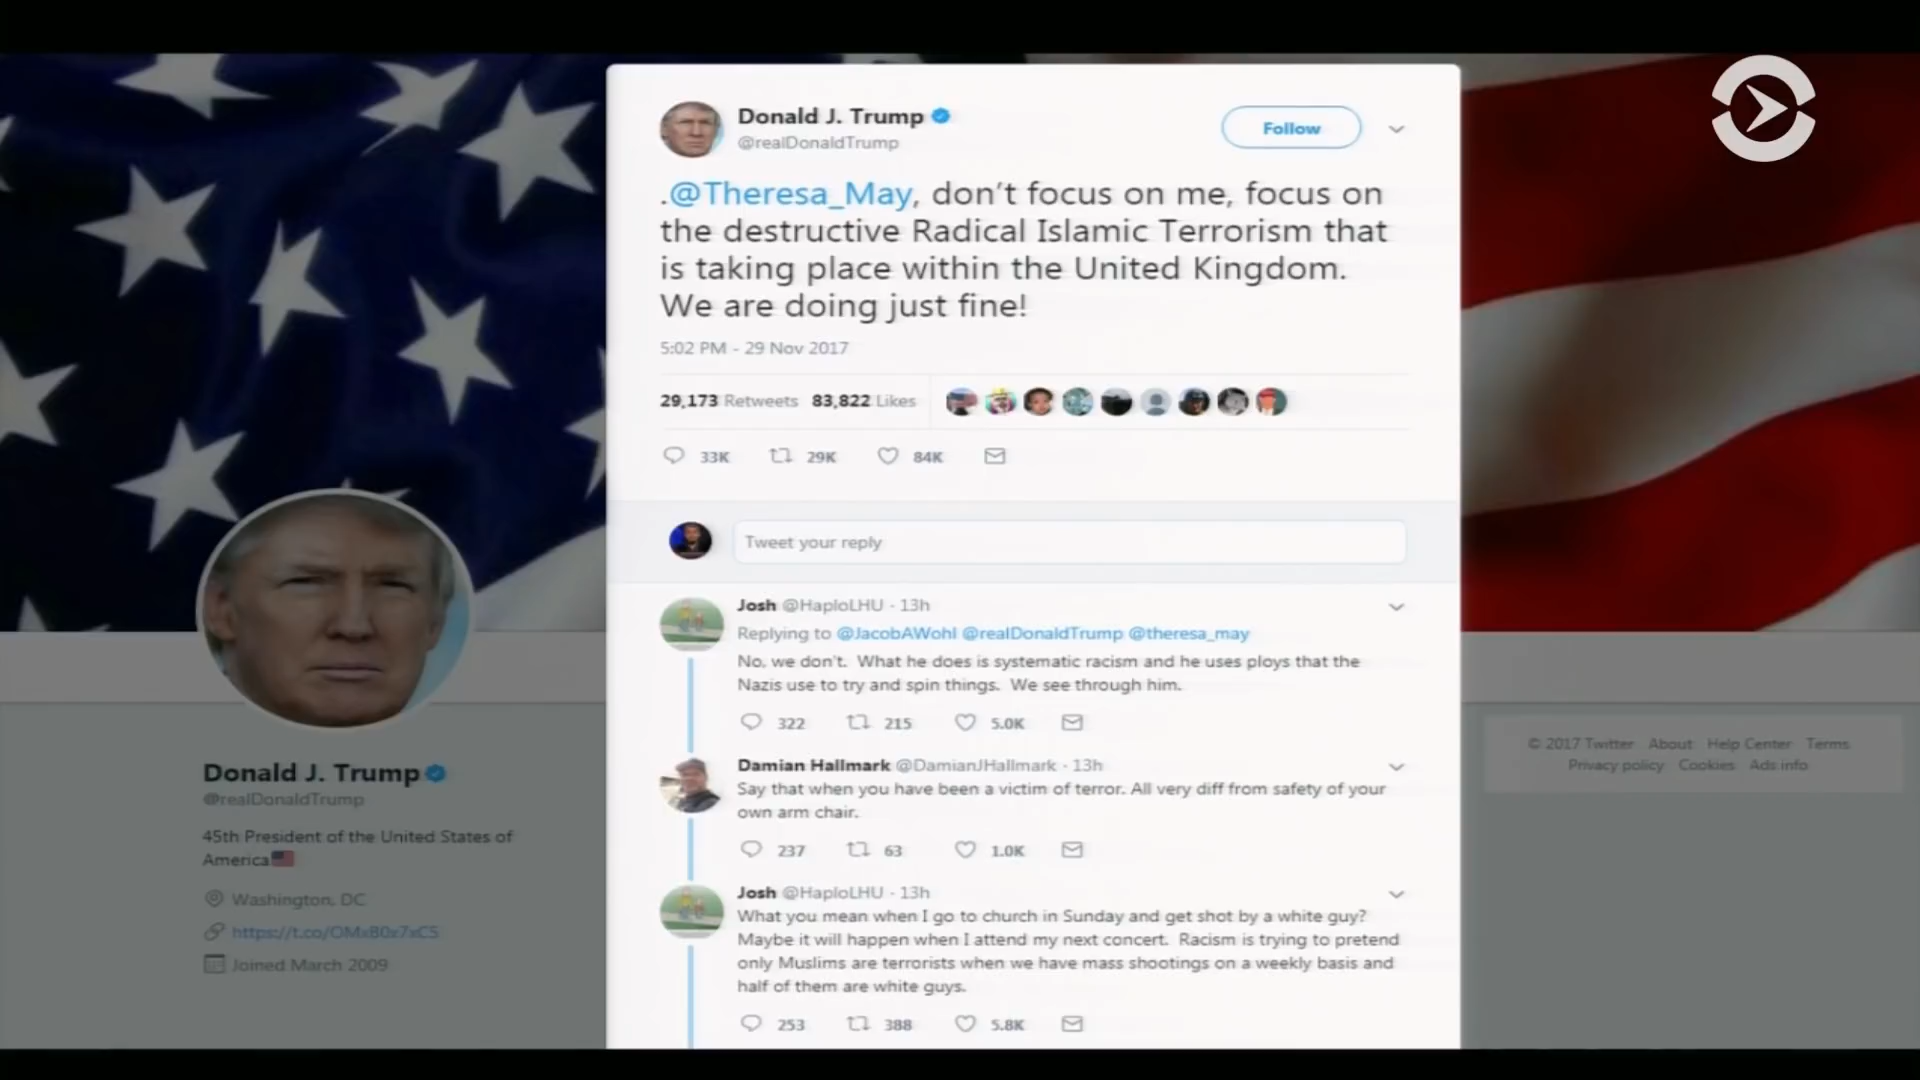 Donald J. Trump
@realDonaldTrump
Follow
.@Theresa_May, don't focus on me, focus on
the destructive Radical Islamic Terrorism that
is taking place within the United Kingdom.
We are doing just fine!
5:02 PM - 29 Nov 2017
29,173 Retweets 83,822 Likes
33K 29K 84K
Tweet your reply
Josh @HaploLHU · 13h
Replying to @JacobAWohl @realDonaldTrump @theresa_may
No, we don't. What he does is systematic racism and he uses ploys that the
Nazis use to try and spin things. We see through him.
322 215 5.0K
Damian Hallmark @DamianJHallmark · 13h
Say that when you have been a victim of terror. All very diff from safety of your
own arm chair.
237 63 1.0K
Josh @HaploLHU · 13h
What you mean when I go to church in Sunday and get shot by a white guy?
Maybe it will happen when I attend my next concert. Racism is trying to pretend
only Muslims are terrorists when we have mass shootings on a weekly basis and
half of them are white guys.
253 388 5.8K
Donald J. Trump
@realDonaldTrump
45th President of the United States of
America
Washington, DC
Joined March 2009
© 2017 Twitter About Help Center Terms
Privacy policy Cookies Ads info